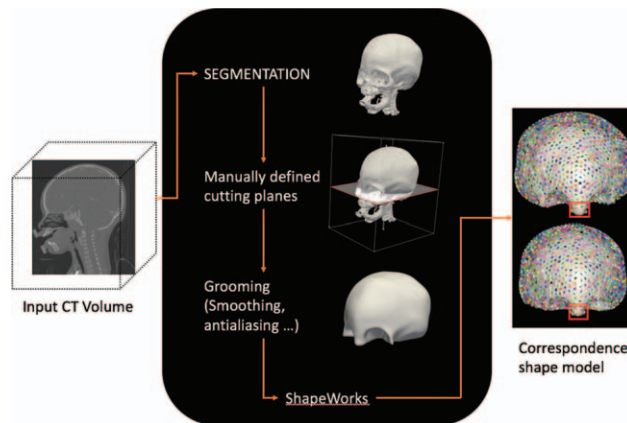 SEGMENTATION
Manually defined
cutting planes
Grooming
(Smoothing,
antialiasing ...)
ShapeWorks
Input CT Volume
Correspondence
shape model